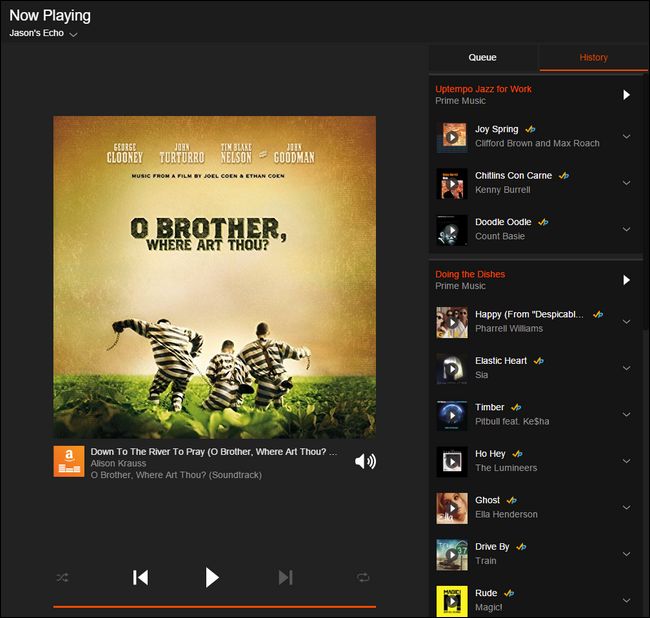 Now Playing
Jason's Echo
Queue
History
GEORGE CLOONEY
JOHN TURTURRO
TIM BLAKE NELSON
JOHN GOODMAN
MUSIC FROM A FILM BY JOEL COEN & ETHAN COEN
O BROTHER,
WHERE ART THOU?
a
Down To The River To Pray (O Brother, Where Art Thou? ...
Alison Krauss
O Brother, Where Art Thou? (Soundtrack)
Uptempo Jazz for Work
Prime Music
Joy Spring
Clifford Brown and Max Roach
Chitlins Con Carne
Kenny Burrell
Doodle Oodle
Count Basie
Doing the Dishes
Prime Music
Happy (From "Despicabl...
Pharrell Williams
Elastic Heart
Sia
Timber
Pitbull feat. Ke$ha
Ho Hey
The Lumineers
Ghost
Ella Henderson
Drive By
Train
MAGIC!
Rude
Magic!